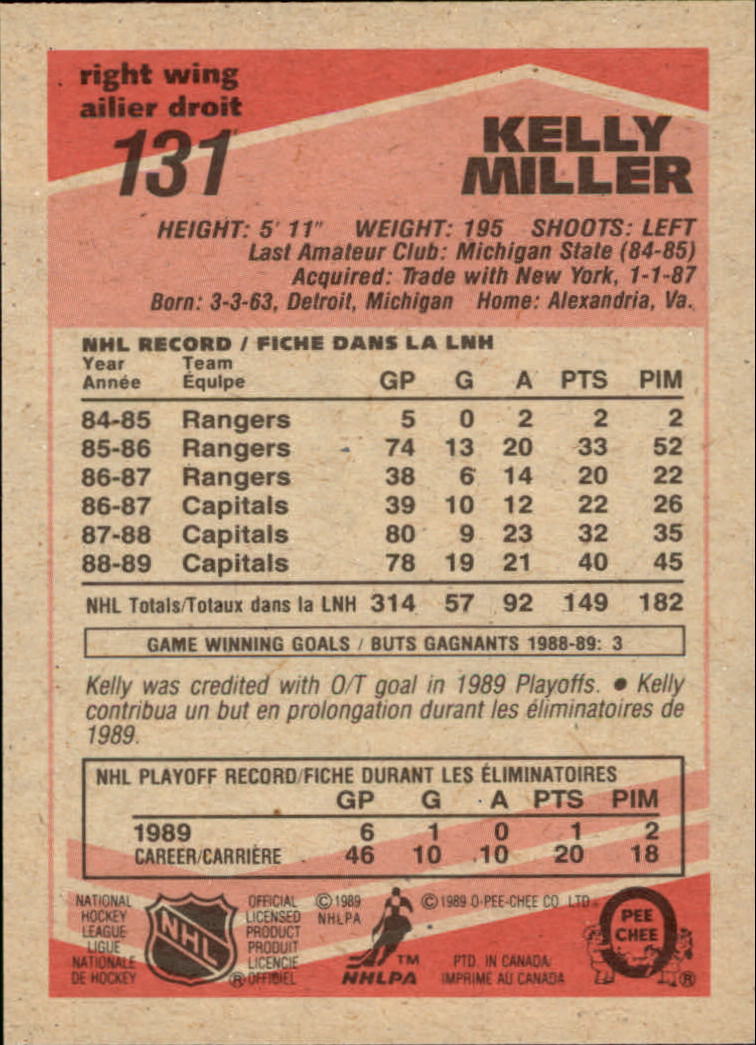 right wing
ailier droit
131
KELLY
MILLER
HEIGHT: 5' 11" WEIGHT: 195 SHOOTS: LEFT
Last Amateur Club: Michigan State (84-85)
Acquired: Trade with New York, 1-1-87
Born: 3-3-63, Detroit, Michigan Home: Alexandria, Va.
NHL RECORD / FICHE DANS LA LNH
Year Team
Année Équipe GP G A PTS PIM
84-85 Rangers 5 0 2 2 2
85-86 Rangers 74 13 20 33 52
86-87 Rangers 38 6 14 20 22
86-87 Capitals 39 10 12 22 26
87-88 Capitals 80 9 23 32 35
88-89 Capitals 78 19 21 40 45
NHL Totals/Totaux dans la LNH 314 57 92 149 182
GAME WINNING GOALS / BUTS GAGNANTS 1988-89: 3
Kelly was credited with O/T goal in 1989 Playoffs. ● Kelly
contribua un but en prolongation durant les éliminatoires de
1989.
NHL PLAYOFF RECORD/FICHE DURANT LES ÉLIMINATOIRES
GP G A PTS PIM
1989 6 1 0 1 2
CAREER/CARRIÈRE 46 10 10 20 18
NATIONAL
HOCKEY
LEAGUE
LIGUE
NATIONALE
DE HOCKEY
NHL
®
OFFICIAL
LICENSED
PRODUCT
PRODUIT
LICENCIE
OFFICIEL
© 1989
NHLPA
TM
NHLPA
© 1989 O-PEE-CHEE CO. LTD.
PTD. IN CANADA
IMPRIME AU CANADA
O
PEE
CHEE
®